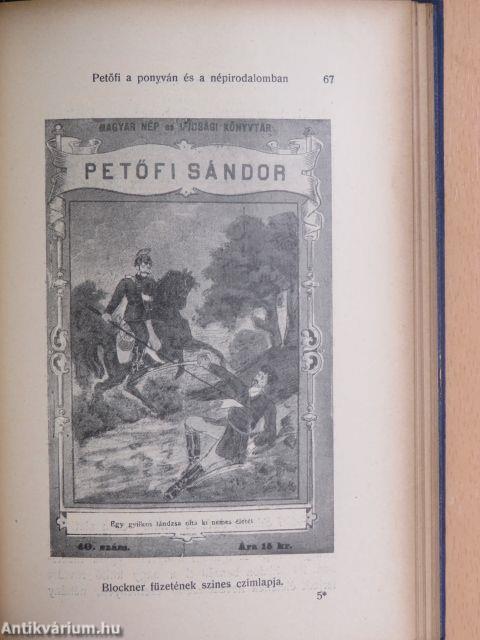 Petőfi a ponyván és a népirodalomban 67
MAGYAR NÉP és IFJUSÁGI KÖNYVTÁR
PETŐFI SÁNDOR
Egy gyilkos lándzsa olta ki nemes életét
40. szám. Ára 15 kr.
Blockner füzetének szines czimlapja.
5*
Antikvárium.hu